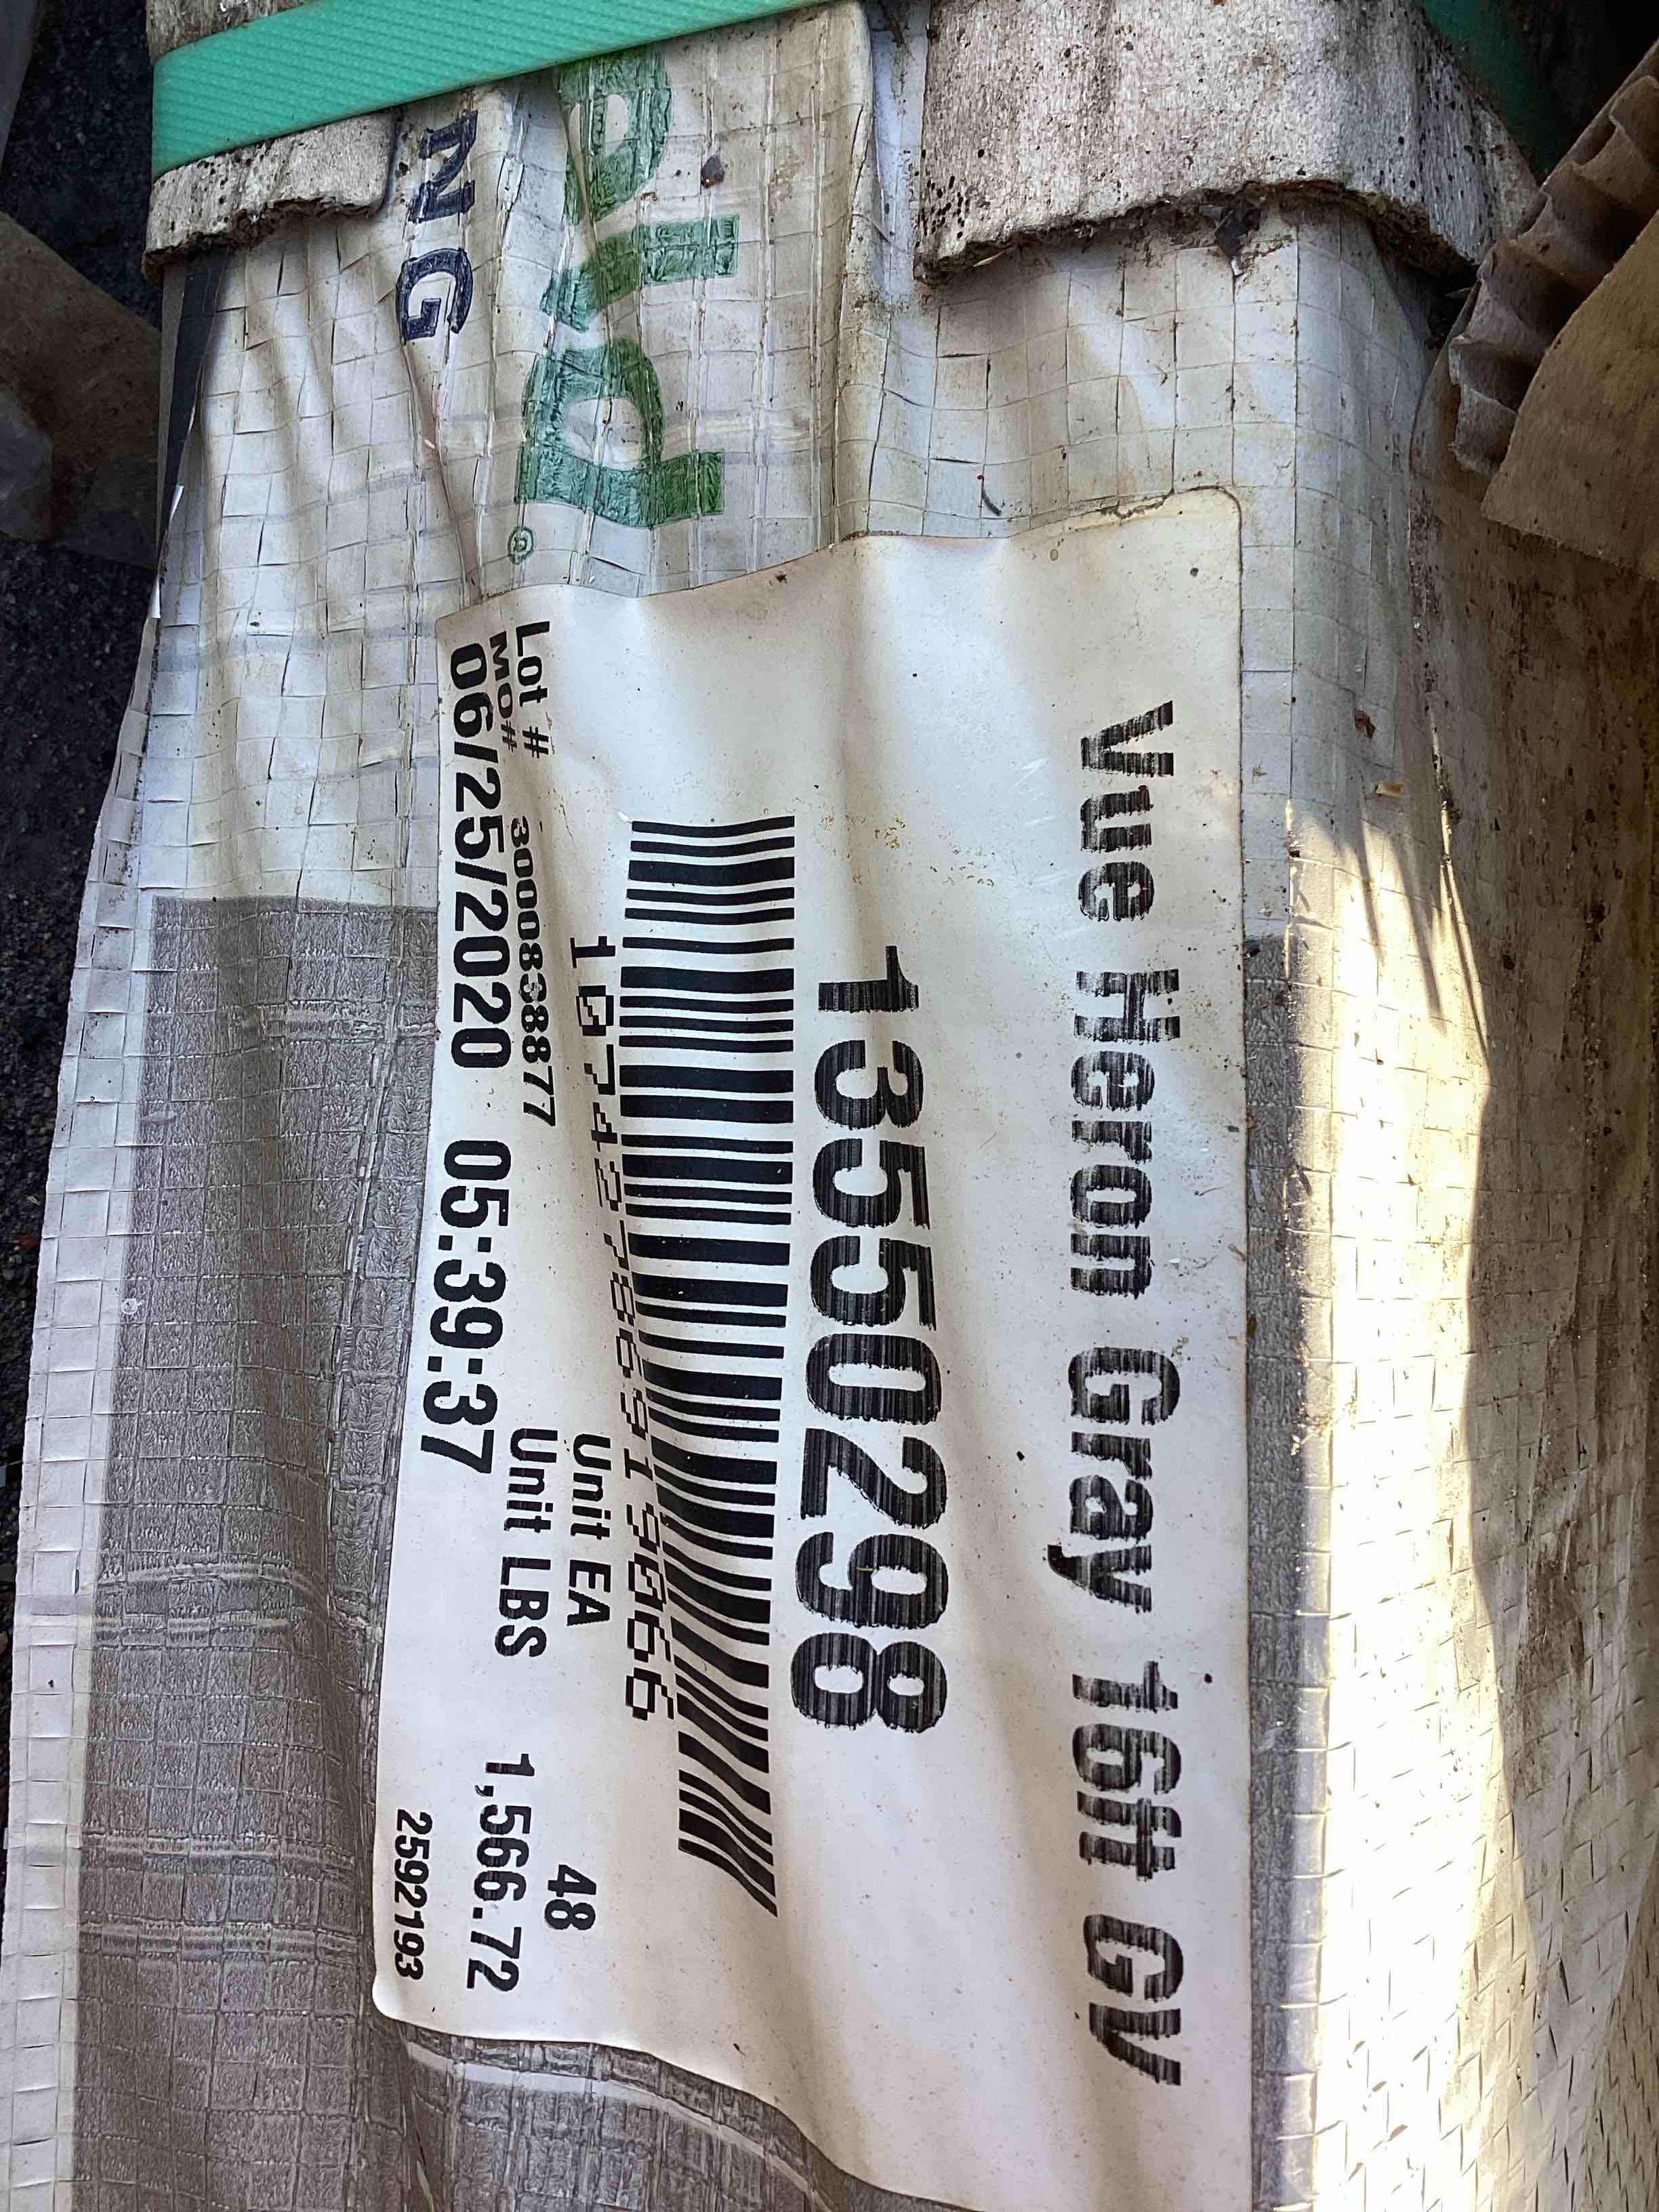 NG
®
Vue Heron Gray 16ft GV
13550298
10742786919066
Unit EA 48
Lot # 3000838877
Unit LBS 1,566.72
MO#
06/25/2020 05:39:37
2592193